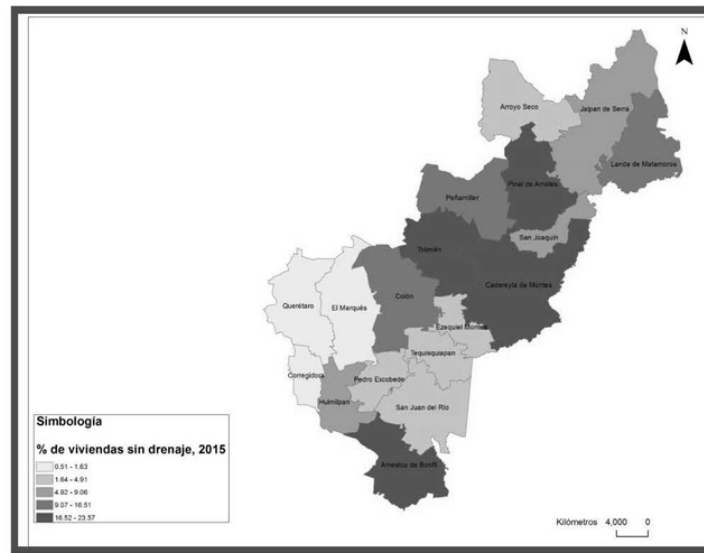 N
Arroyo Seco
Jalpan de Serra
Landa de Matamoros
Pinal de Amoles
Peñamiller
San Joaquín
Tolimán
Cadereyta de Montes
Colón
Querétaro
El Marqués
Ezequiel Montes
Tequisquiapan
Corregidora
Pedro Escobedo
Huimilpan
San Juan del Río
Amealco de Bonfil
Simbología
% de viviendas sin drenaje, 2015
0.51 - 1.63
1.64 - 4.91
4.92 - 9.06
9.07 - 16.51
16.52 - 23.57
Kilómetros 4,000 0